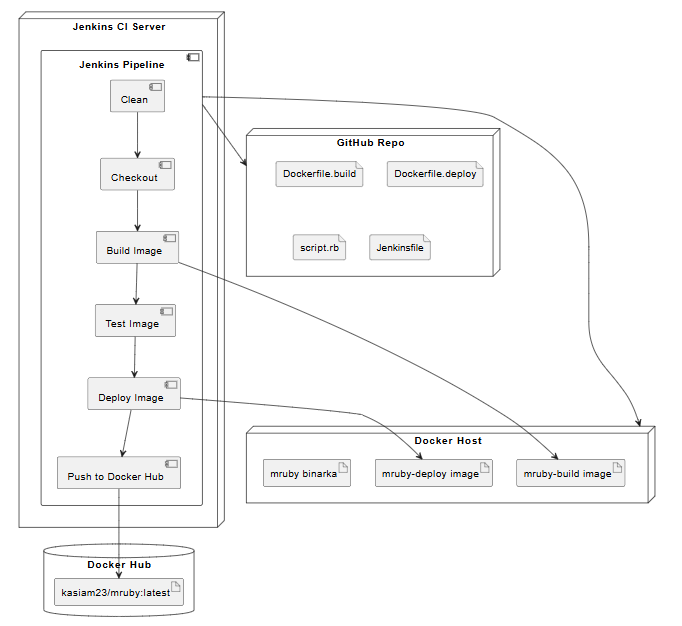 Jenkins CI Server
Jenkins Pipeline
Clean
Checkout
Build Image
Test Image
Deploy Image
Push to Docker Hub
GitHub Repo
Dockerfile.build
Dockerfile.deploy
script.rb
Jenkinsfile
Docker Host
mruby binarka
mruby-deploy image
mruby-build image
Docker Hub
kasiam23/mruby:latest